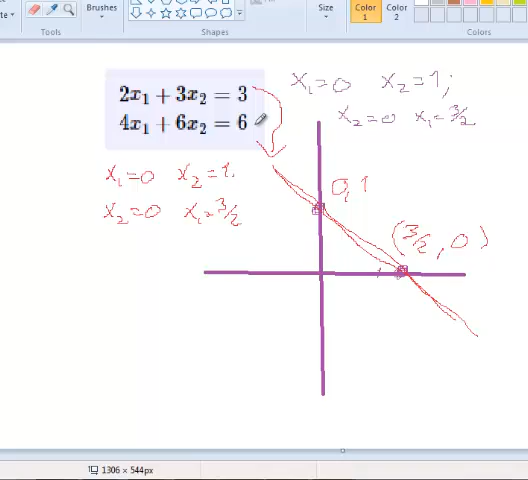 Brushes
Size
Color 1
Color 2
Tools
Shapes
Colors
2x₁ + 3x₂ = 3
4x₁ + 6x₂ = 6
x₁=0 x₂=1;
x₂=0 x₁=3/2
x₁=0 x₂=1.
x₂=0 x₁=3/2
0,1
(3/2, 0)
1306 × 544px